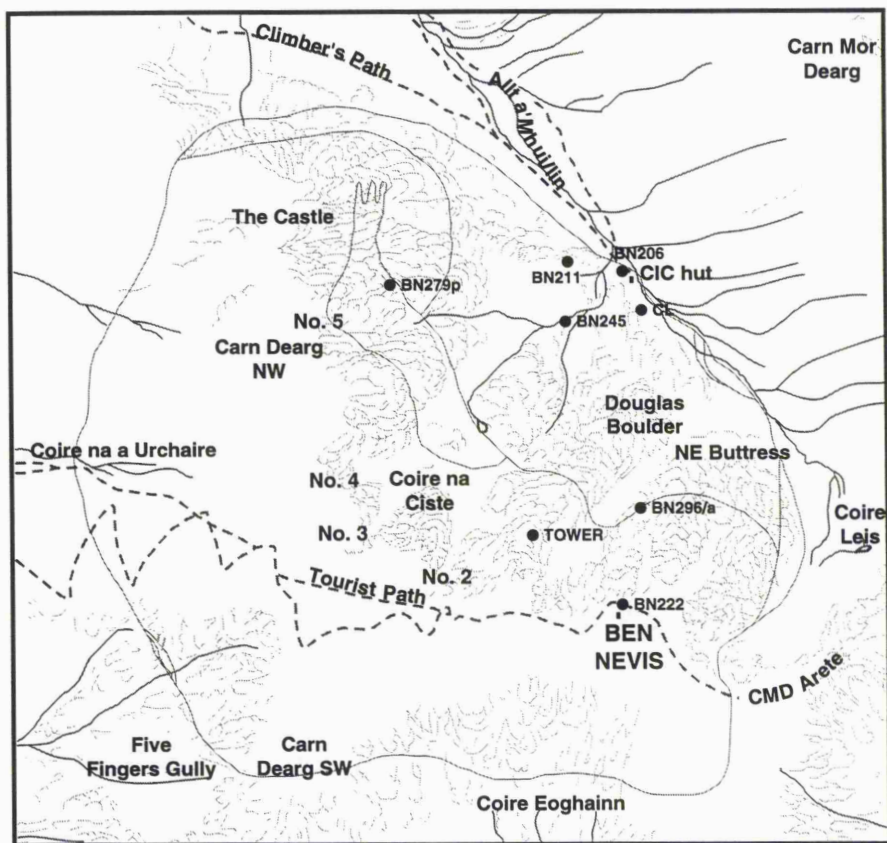 Climber's Path
Allt a'Mhuilin
Carn Mor
Dearg
The Castle
BN206
CIC hut
BN211
BN279p
CL
No. 5
BN245
Carn Dearg
NW
Douglas
Boulder
NE Buttress
Coire na a Urchaire
No. 4
Coire na
Ciste
BN296/a
Coire
Leis
No. 3
TOWER
No. 2
Tourist Path
BN222
BEN
NEVIS
CMD Arete
Five
Fingers Gully
Carn
Dearg SW
Coire Eoghainn